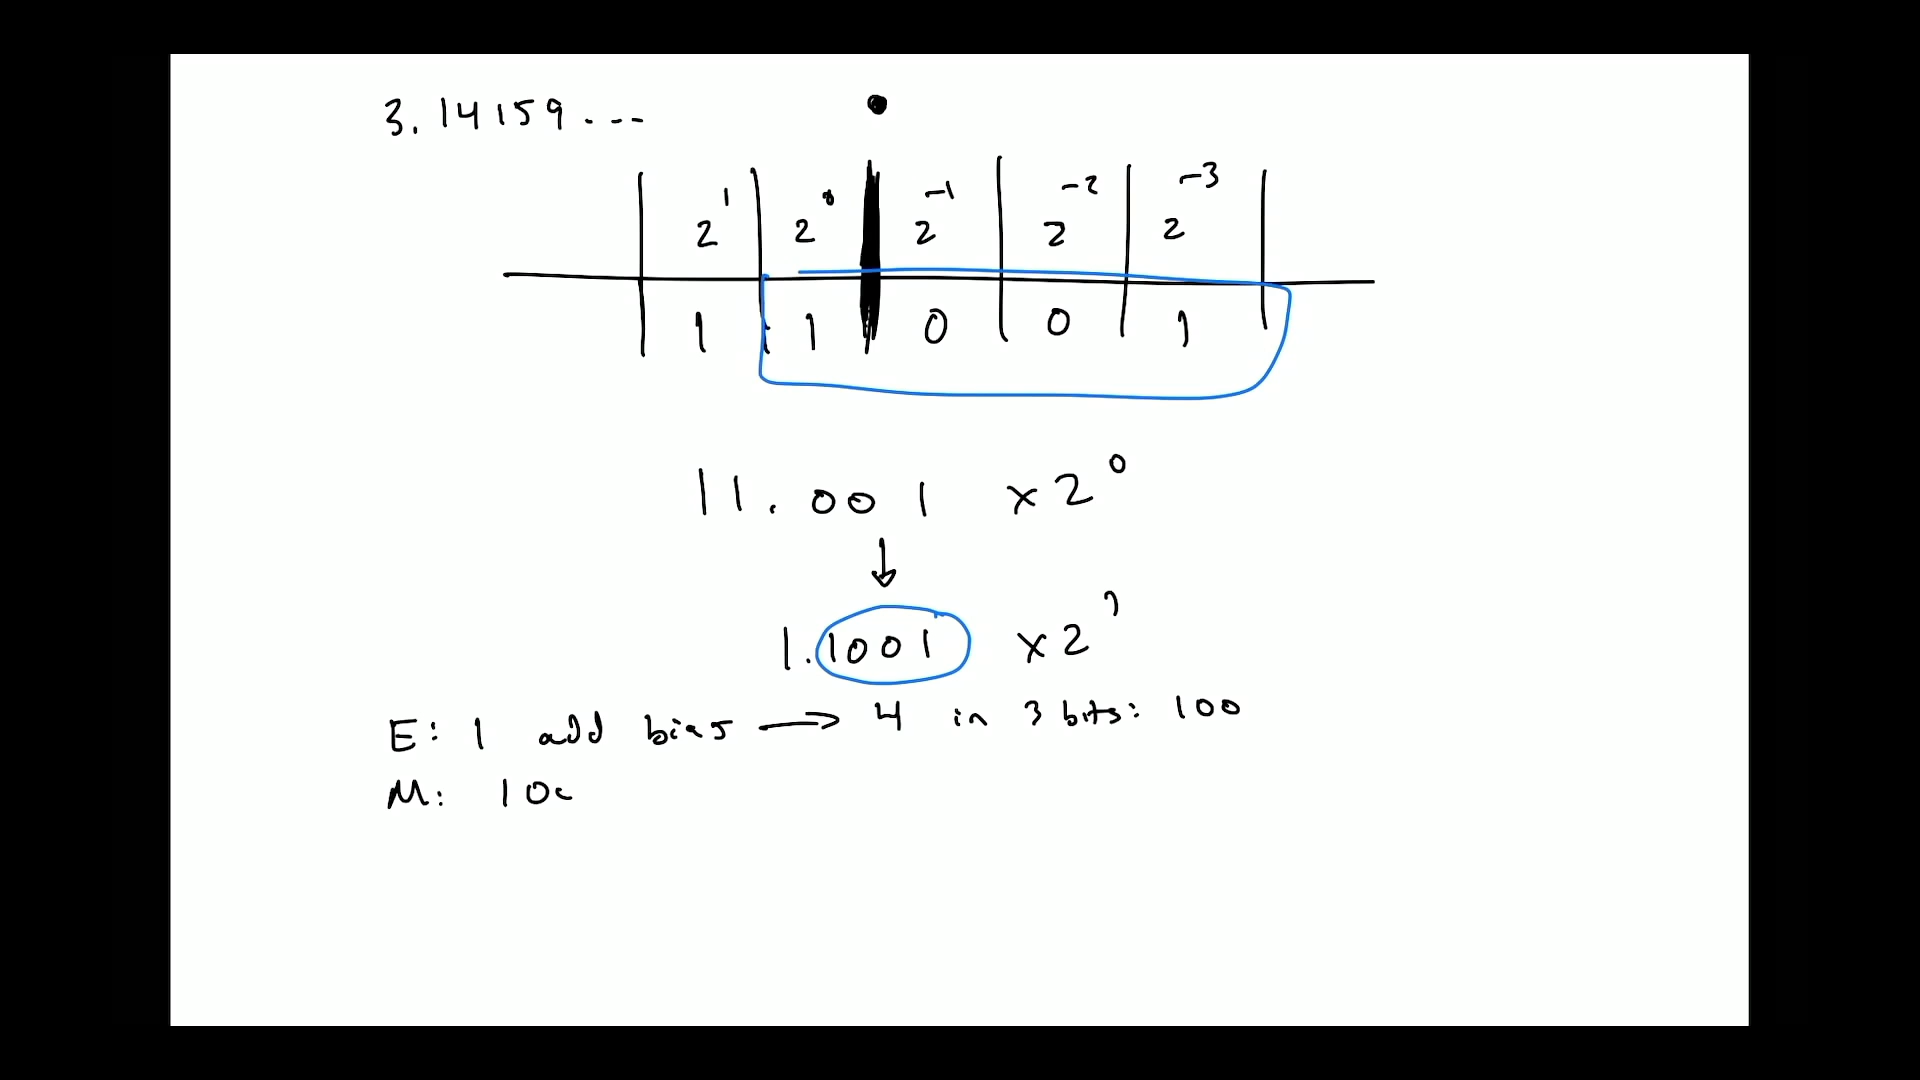 3.14159...
2^1 2^0 2^-1 2^-2 2^-3
1 1 0 0 1
11.001 x2^0
1.1001 x2^1
E: 1 add bias → 4 in 3 bits: 100
M: 10